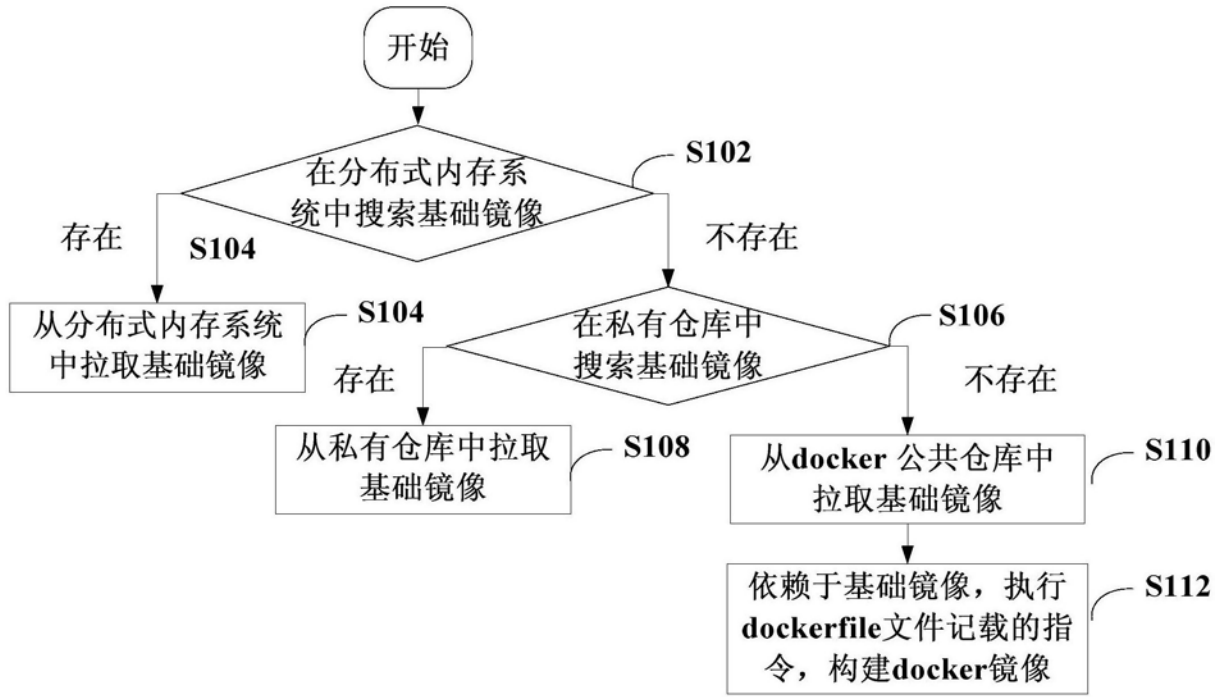 开始
S102
在分布式内存系
统中搜索基础镜像
存在
S104
不存在
从分布式内存系统
中拉取基础镜像
S104
在私有仓库中
搜索基础镜像
S106
存在
不存在
从私有仓库中拉取
基础镜像
S108
从docker 公共仓库中
拉取基础镜像
S110
依赖于基础镜像，执行
dockerfile文件记载的指
令，构建docker镜像
S112